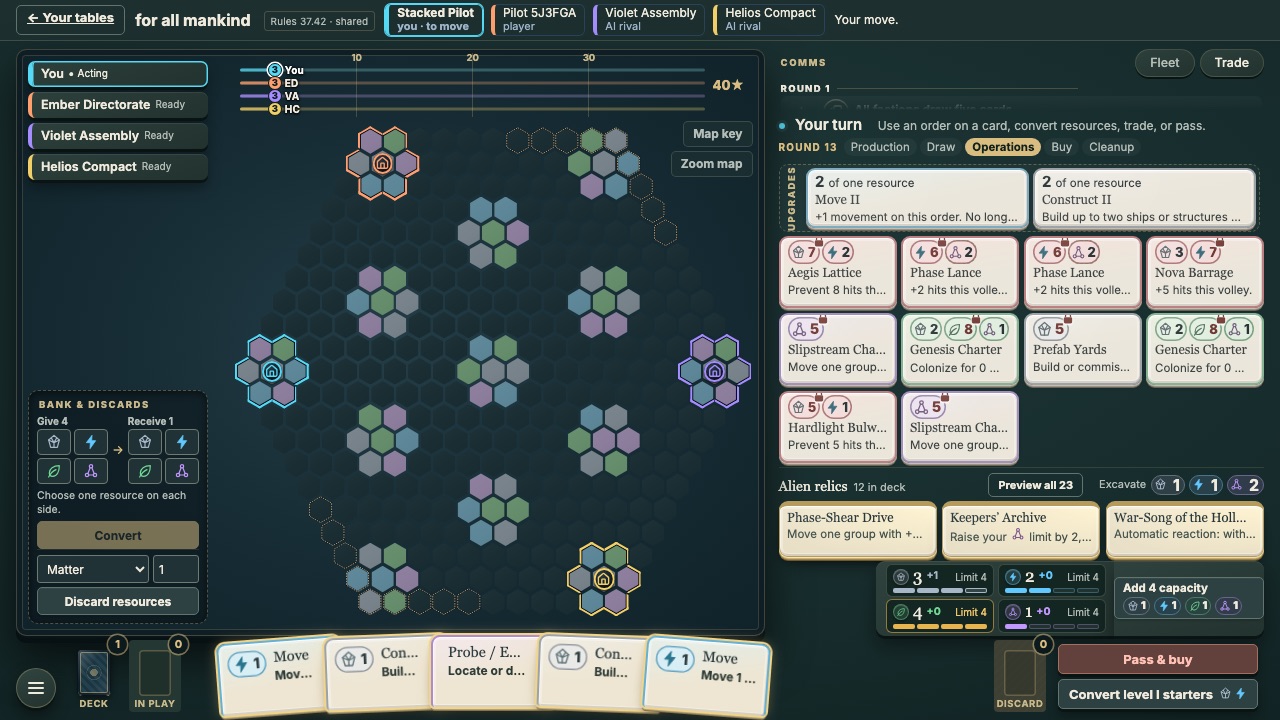 ← Your tables
for all mankind
Rules 37.42 · shared
Stacked Pilot
you · to move
Pilot 5J3FGA
player
Violet Assembly
AI rival
Helios Compact
AI rival
Your move.
You • Acting
Ember Directorate Ready
Violet Assembly Ready
Helios Compact Ready
10 20 30
3 You
3 ED
3 VA
3 HC
40★
Map key
Zoom map
COMMS
Fleet
Trade
ROUND 1
All factions draw five cards
Your turn Use an order on a card, convert resources, trade, or pass.
ROUND 13 Production Draw Operations Buy Cleanup
UPGRADES
2 of one resource
Move II
+1 movement on this order. No long...
2 of one resource
Construct II
Build up to two ships or structures ...
7 2
Aegis Lattice
Prevent 8 hits th...
6 2
Phase Lance
+2 hits this volle...
6 2
Phase Lance
+2 hits this volle...
3 7
Nova Barrage
+5 hits this volley.
5
Slipstream Cha...
Move one group...
2 8 1
Genesis Charter
Colonize for 0 ...
5
Prefab Yards
Build or commis...
2 8 1
Genesis Charter
Colonize for 0 ...
5 1
Hardlight Bulw...
Prevent 5 hits th...
5
Slipstream Cha...
Move one group...
Alien relics 12 in deck
Preview all 23
Excavate 1 1 2
Phase-Shear Drive
Move one group with +...
Keepers' Archive
Raise your limit by 2,...
War-Song of the Holl...
Automatic reaction: with...
3 +1 Limit 4
2 +0 Limit 4
4 +0 Limit 4
1 +0 Limit 4
Add 4 capacity
1 1 1 1
BANK & DISCARDS
Give 4 Receive 1
→
Choose one resource on each
side.
Convert
Matter 1
Discard resources
1
DECK
0
IN PLAY
1 Move
Mov...
1 Con...
Buil...
Probe / E...
Locate or d...
1 Con...
Buil...
1 Move
Move 1 ...
0
DISCARD
Pass & buy
Convert level I starters